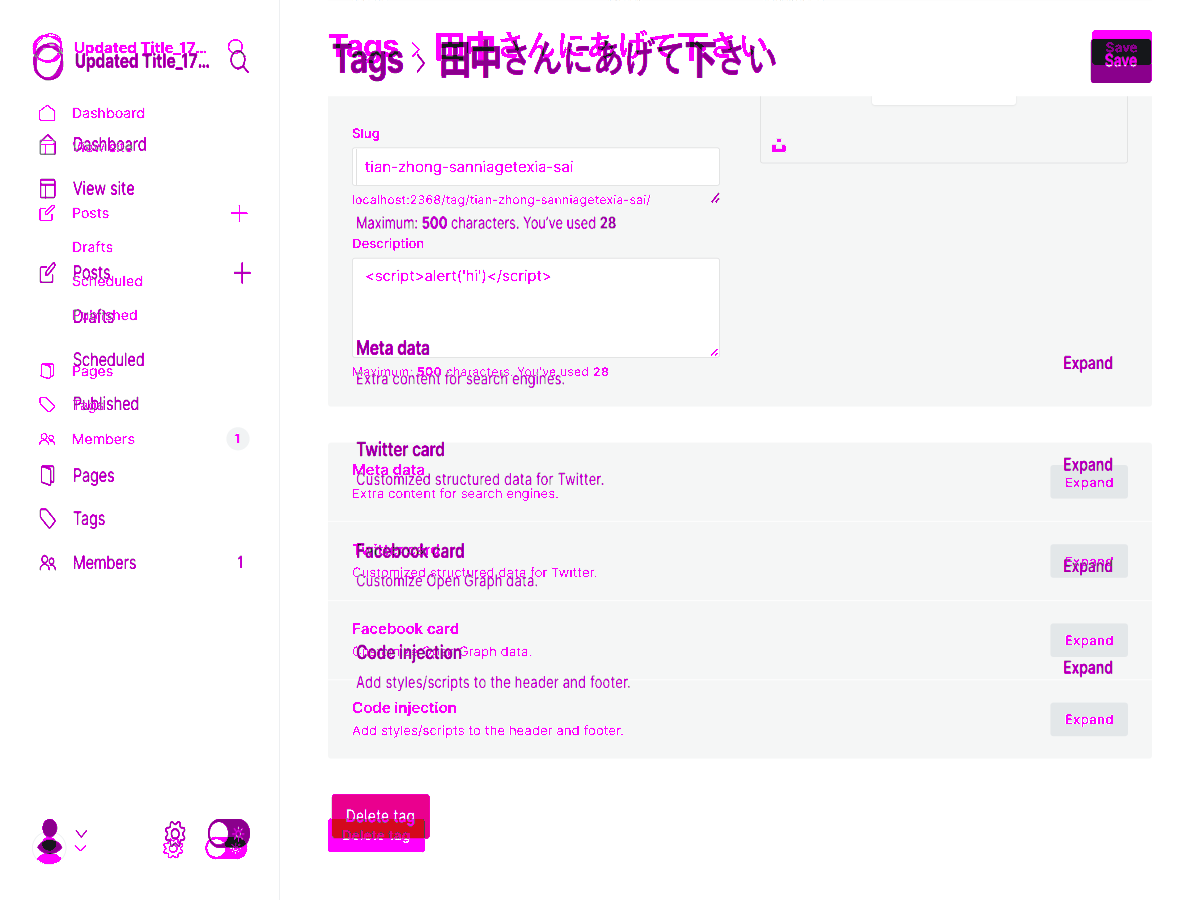 Updated Title_17...
Updated Title_17...
Dashboard
Dashboard
View site
View site
Posts
Drafts
Posts
Scheduled
Published
Drafts
Scheduled
Pages
Published
Tags
Members 1
Pages
Tags
Members 1
Tags > 田中さんにあげて下さい
Tags > 田中さんにあげて下さい
Save
Save
Slug
tian-zhong-sanniagetexia-sai
localhost:2368/tag/tian-zhong-sanniagetexia-sai/
Maximum: 500 characters. You've used 28
Description
<script>alert('hi')</script>
Meta data
Expand
Maximum: 500 characters. You've used 28
Extra content for search engines.
Twitter card
Expand
Meta data
Customized structured data for Twitter.
Expand
Extra content for search engines.
Twitter card
Facebook card
Expand
Expand
Customized structured data for Twitter.
Customize Open Graph data.
Facebook card
Expand
Customize Open Graph data.
Code injection
Expand
Add styles/scripts to the header and footer.
Code injection
Expand
Add styles/scripts to the header and footer.
Delete tag
Delete tag